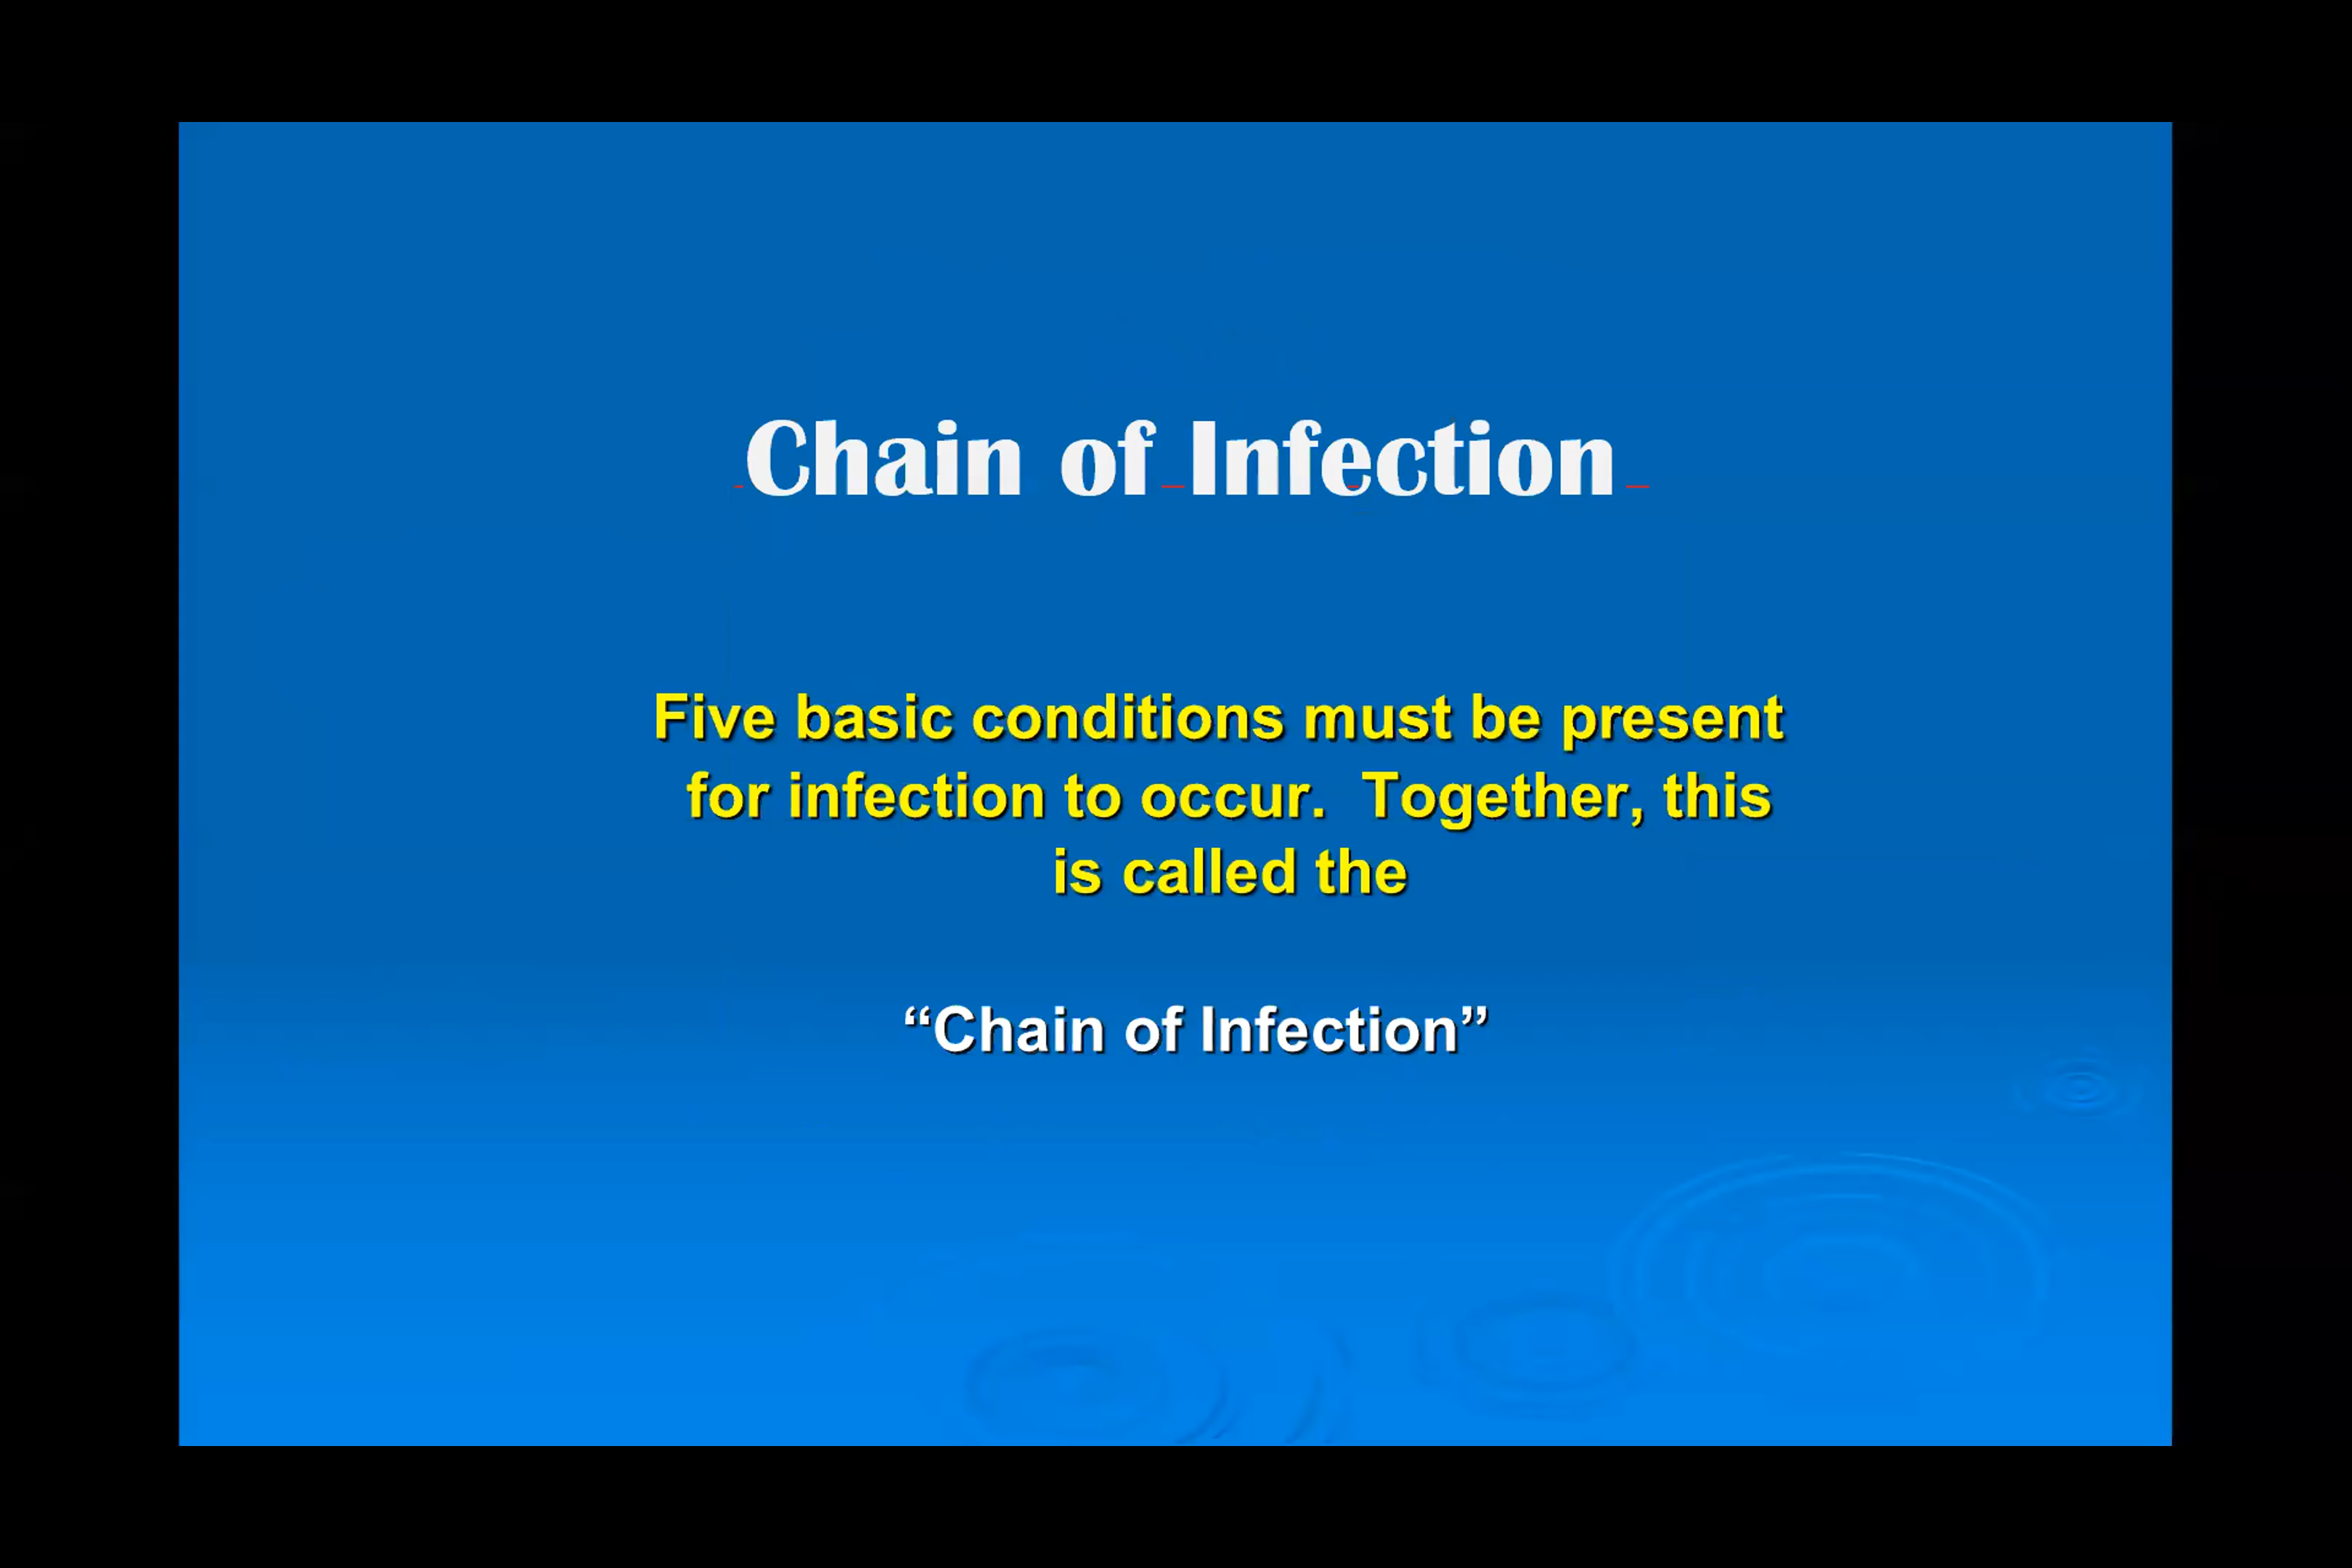 Chain of Infection
Five basic conditions must be present
for infection to occur.  Together, this
is called the
“Chain of Infection”